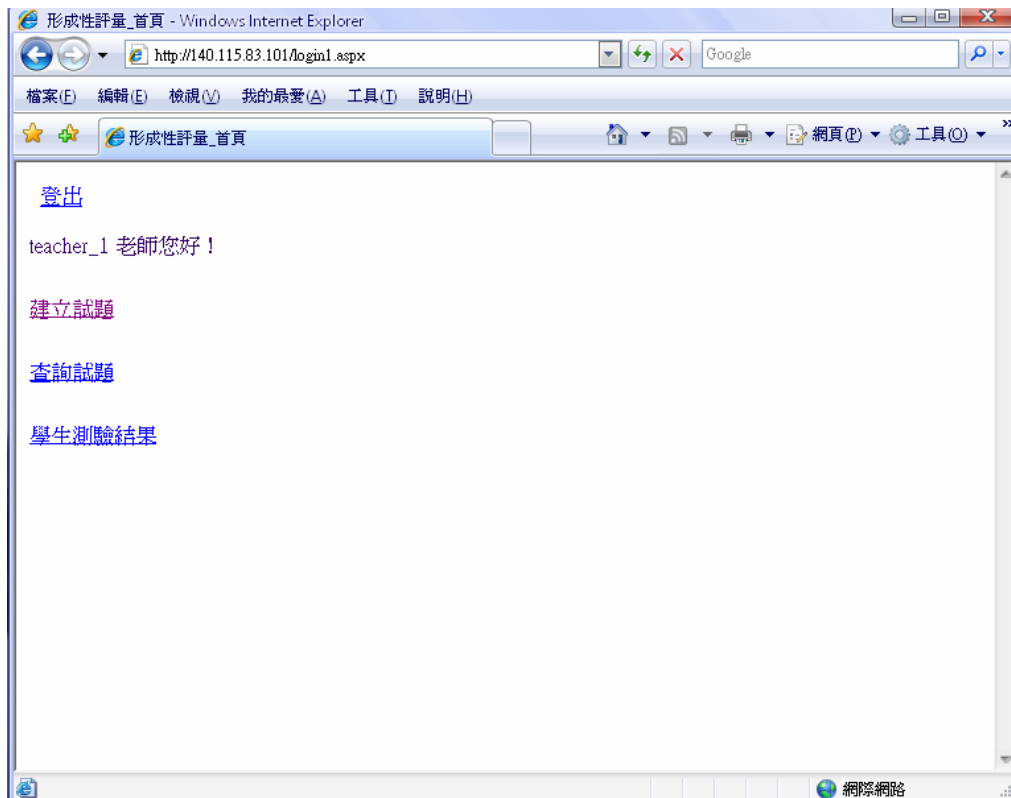 形成性評量_首頁 - Windows Internet Explorer
http://140.115.83.101/login1.aspx
Google
檔案(F) 編輯(E) 檢視(V) 我的最愛(A) 工具(T) 說明(H)
形成性評量_首頁
網頁(P) 工具(O) »
登出
teacher_1 老師您好！
建立試題
查詢試題
學生測驗結果
網際網路